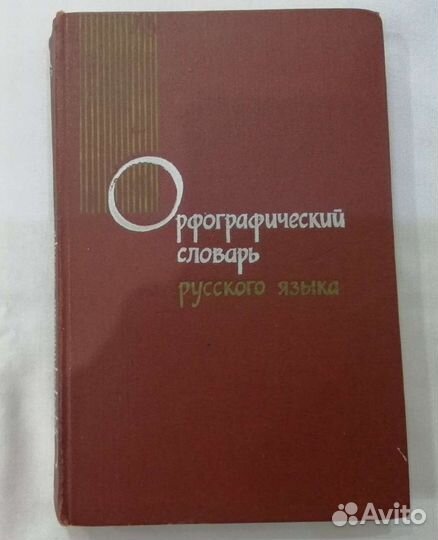 Орфографический
словарь
русского языка
Avito